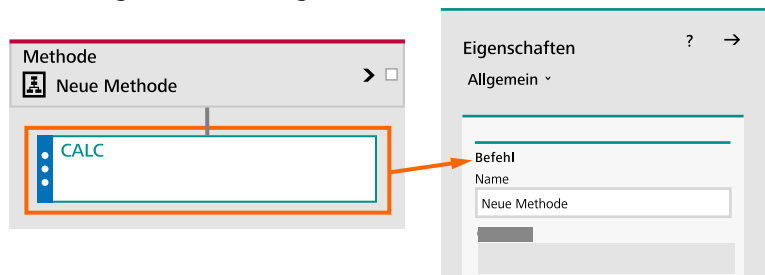 Methode
Neue Methode
CALC
Eigenschaften ?
Allgemein
Befehl
Name
Neue Methode